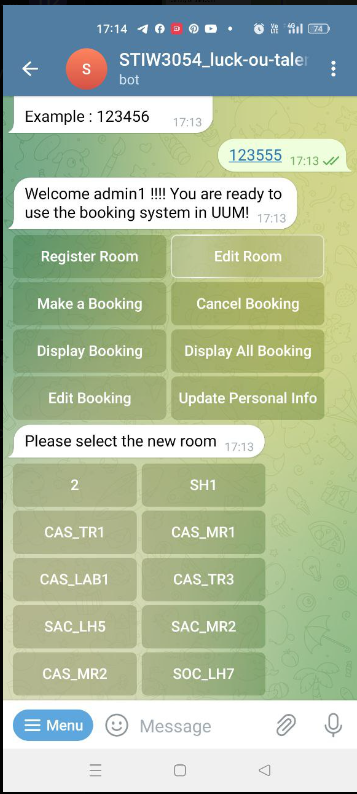 17:14
4G
74
S
STIW3054_luck-ou-taler
bot
Example : 123456 17:13
123555 17:13
Welcome admin1 !!!! You are ready to
use the booking system in UUM! 17:13
Register Room
Edit Room
Make a Booking
Cancel Booking
Display Booking
Display All Booking
Edit Booking
Update Personal Info
Please select the new room 17:13
2
SH1
CAS_TR1
CAS_MR1
CAS_LAB1
CAS_TR3
SAC_LH5
SAC_MR2
CAS_MR2
SOC_LH7
Menu
Message